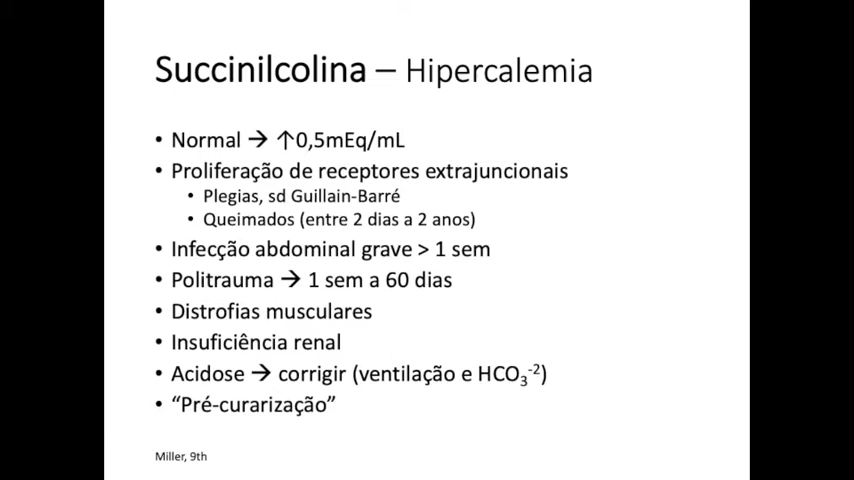 Succinilcolina – Hipercalemia
• Normal → ↑0,5mEq/mL
• Proliferação de receptores extrajuncionais
• Plegias, sd Guillain-Barré
• Queimados (entre 2 dias a 2 anos)
• Infecção abdominal grave > 1 sem
• Politrauma → 1 sem a 60 dias
• Distrofias musculares
• Insuficiência renal
• Acidose → corrigir (ventilação e HCO₃⁻²)
• “Pré-curarização”
Miller, 9th